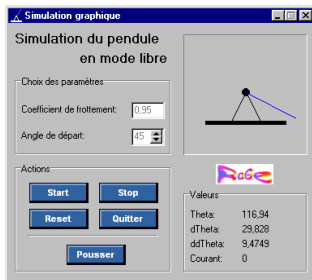 Simulation graphique
Simulation du pendule
en mode libre
Choix des paramètres
Coefficient de frottement: 0,95
Angle de départ: 45
Actions
Start Stop
Reset Quitter
Pousser
RaGE
Valeurs
Theta: 116,94
dTheta: 29,828
ddTheta: 9,4749
Courant: 0